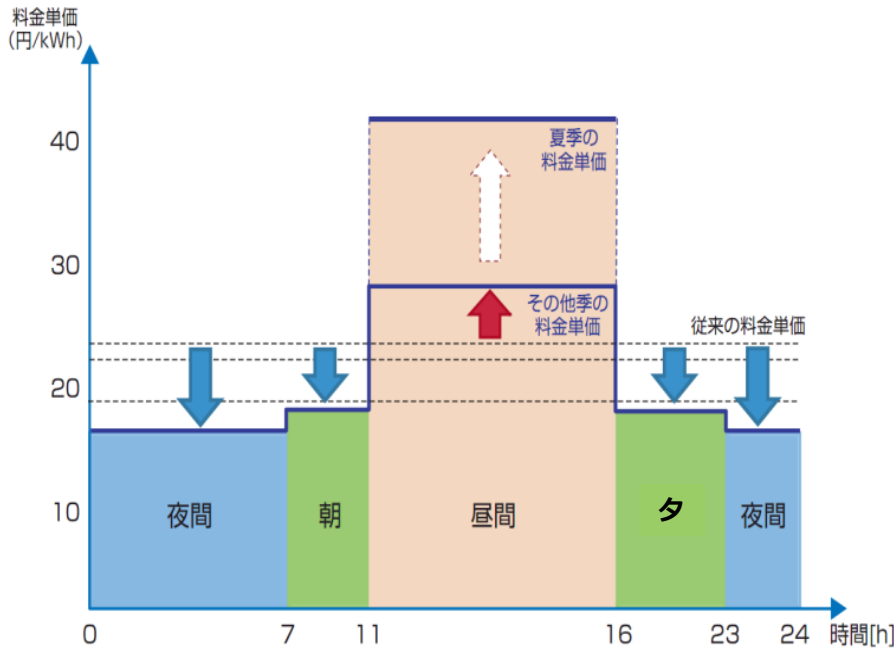 料金単価
(円/kWh)
40
夏季の
料金単価
30
その他季の
料金単価
従来の料金単価
20
10
夜間
朝
昼間
夕
夜間
0
7
11
16
23
24
時間[h]